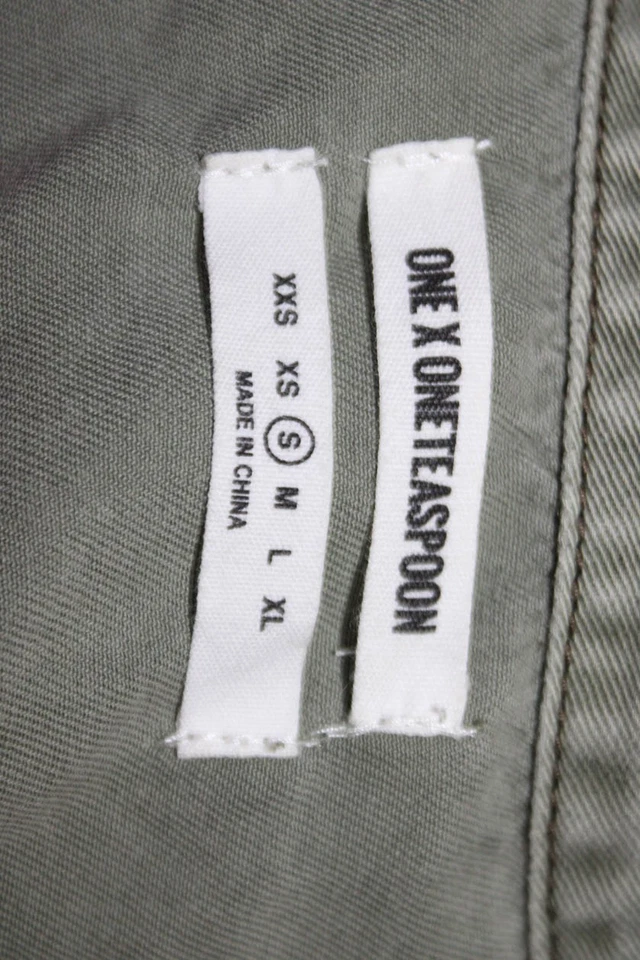 ONE X ONETEASPOON
XXS XS S M L XL
MADE IN CHINA